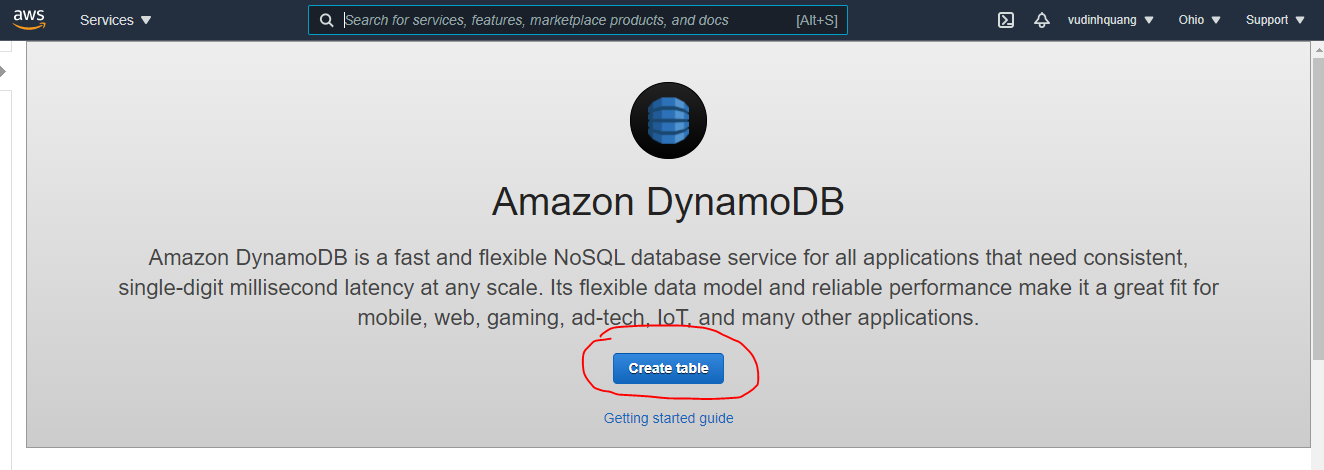 aws
Services
Search for services, features, marketplace products, and docs
[Alt+S]
vudinhquang
Ohio
Support
Amazon DynamoDB
Amazon DynamoDB is a fast and flexible NoSQL database service for all applications that need consistent,
single-digit millisecond latency at any scale. Its flexible data model and reliable performance make it a great fit for
mobile, web, gaming, ad-tech, IoT, and many other applications.
Create table
Getting started guide